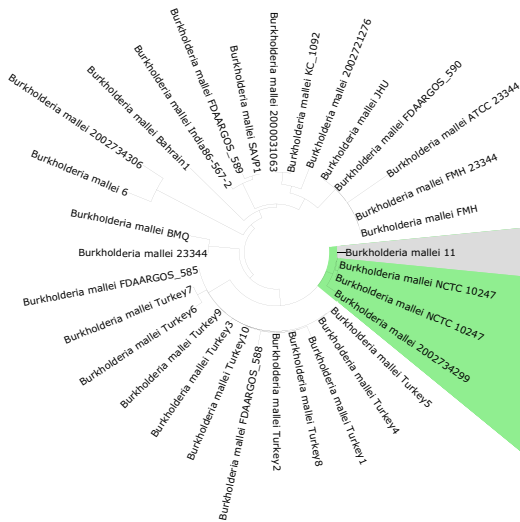 Burkholderia mallei 2000031063
Burkholderia mallei KC_1092
Burkholderia mallei 2002721276
Burkholderia mallei JHU
Burkholderia mallei FDAARGOS_590
Burkholderia mallei ATCC 23344
Burkholderia mallei FMH 23344
Burkholderia mallei FMH
Burkholderia mallei 11
Burkholderia mallei NCTC 10247
Burkholderia mallei NCTC 10247
Burkholderia mallei 2002734299
Burkholderia mallei Turkey5
Burkholderia mallei Turkey4
Burkholderia mallei Turkey1
Burkholderia mallei Turkey8
Burkholderia mallei Turkey2
Burkholderia mallei FDAARGOS_588
Burkholderia mallei Turkey10
Burkholderia mallei Turkey3
Burkholderia mallei Turkey9
Burkholderia mallei Turkey6
Burkholderia mallei Turkey7
Burkholderia mallei FDAARGOS_585
Burkholderia mallei 23344
Burkholderia mallei BMQ
Burkholderia mallei 6
Burkholderia mallei 2002734306
Burkholderia mallei Bahrain1
Burkholderia mallei India86-567-2
Burkholderia mallei FDAARGOS_589
Burkholderia mallei SAVP1